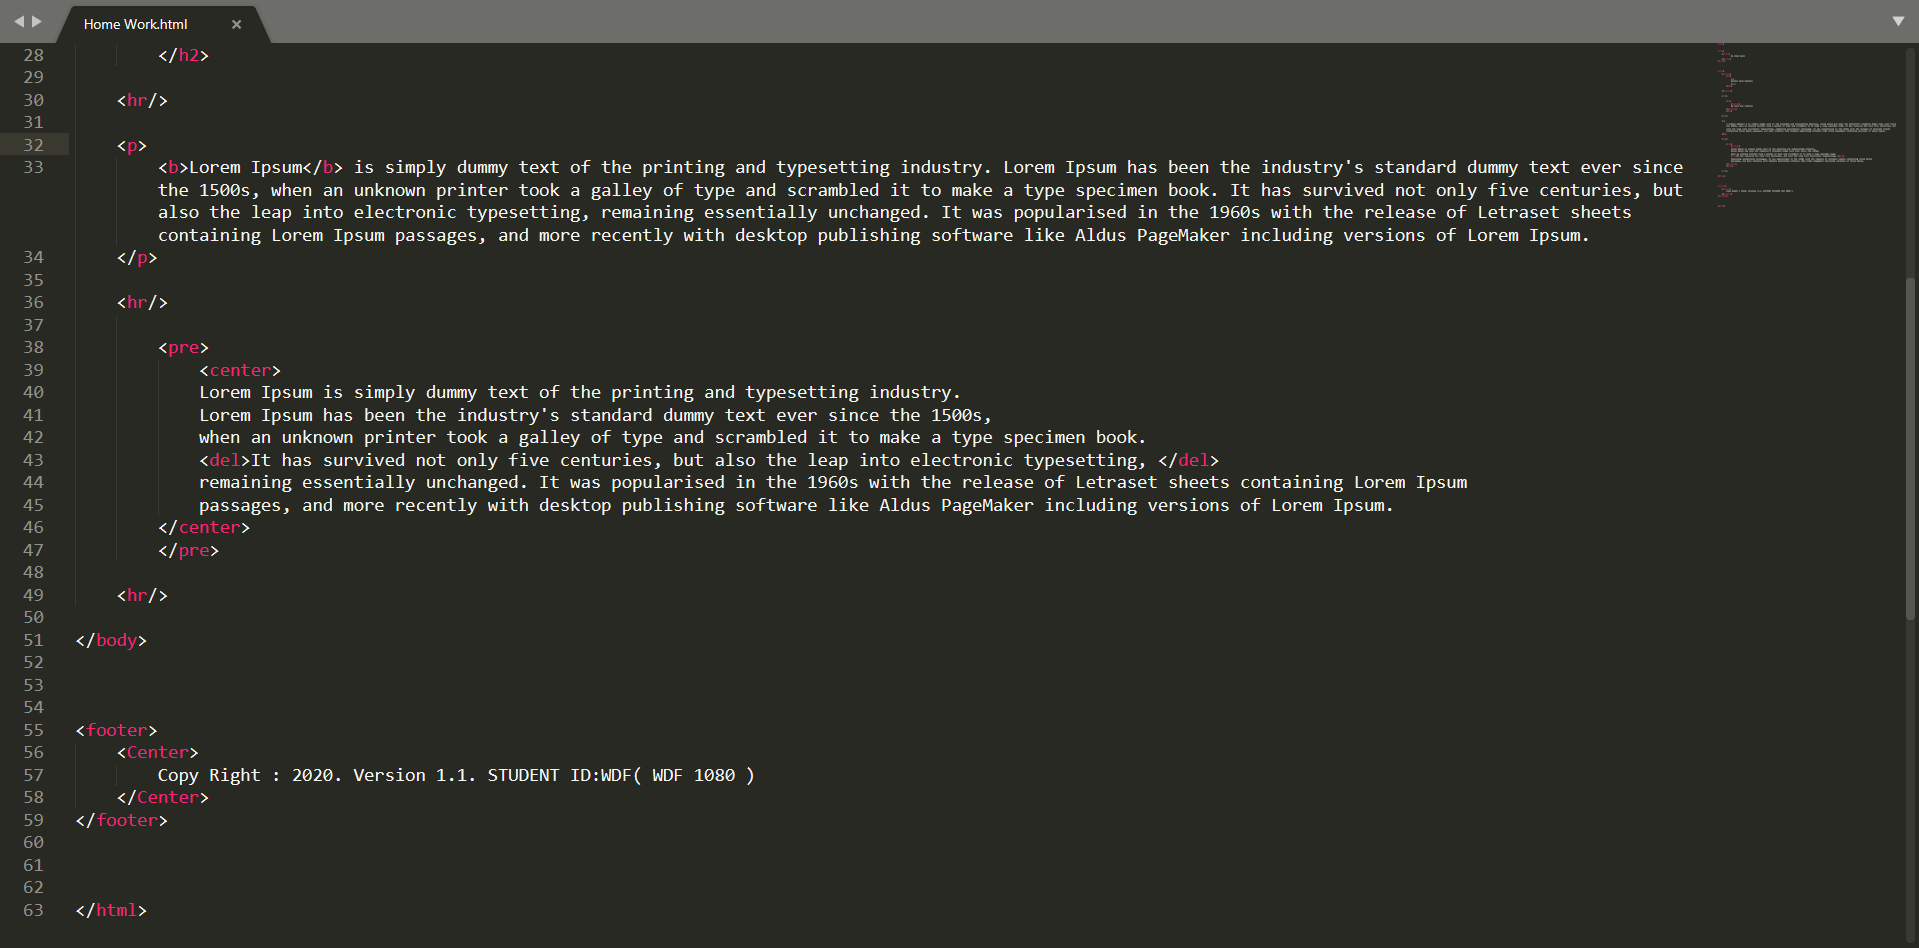 Home Work.html ×
28 </h2>
29
30 <hr/>
31
32 <p>
33 <b>Lorem Ipsum</b> is simply dummy text of the printing and typesetting industry. Lorem Ipsum has been the industry's standard dummy text ever since
the 1500s, when an unknown printer took a galley of type and scrambled it to make a type specimen book. It has survived not only five centuries, but
also the leap into electronic typesetting, remaining essentially unchanged. It was popularised in the 1960s with the release of Letraset sheets
containing Lorem Ipsum passages, and more recently with desktop publishing software like Aldus PageMaker including versions of Lorem Ipsum.
34 </p>
35
36 <hr/>
37
38 <pre>
39 <center>
40 Lorem Ipsum is simply dummy text of the printing and typesetting industry.
41 Lorem Ipsum has been the industry's standard dummy text ever since the 1500s,
42 when an unknown printer took a galley of type and scrambled it to make a type specimen book.
43 <del>It has survived not only five centuries, but also the leap into electronic typesetting, </del>
44 remaining essentially unchanged. It was popularised in the 1960s with the release of Letraset sheets containing Lorem Ipsum
45 passages, and more recently with desktop publishing software like Aldus PageMaker including versions of Lorem Ipsum.
46 </center>
47 </pre>
48
49 <hr/>
50
51 </body>
52
53
54
55 <footer>
56 <Center>
57 Copy Right : 2020. Version 1.1. STUDENT ID:WDF( WDF 1080 )
58 </Center>
59 </footer>
60
61
62
63 </html>